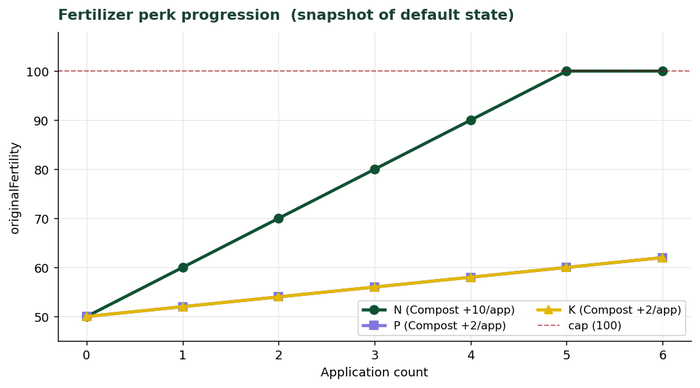 Fertilizer perk progression  (snapshot of default state)
originalFertility
100
90
80
70
60
50
0 1 2 3 4 5 6
Application count
N (Compost +10/app)
P (Compost +2/app)
K (Compost +2/app)
cap (100)